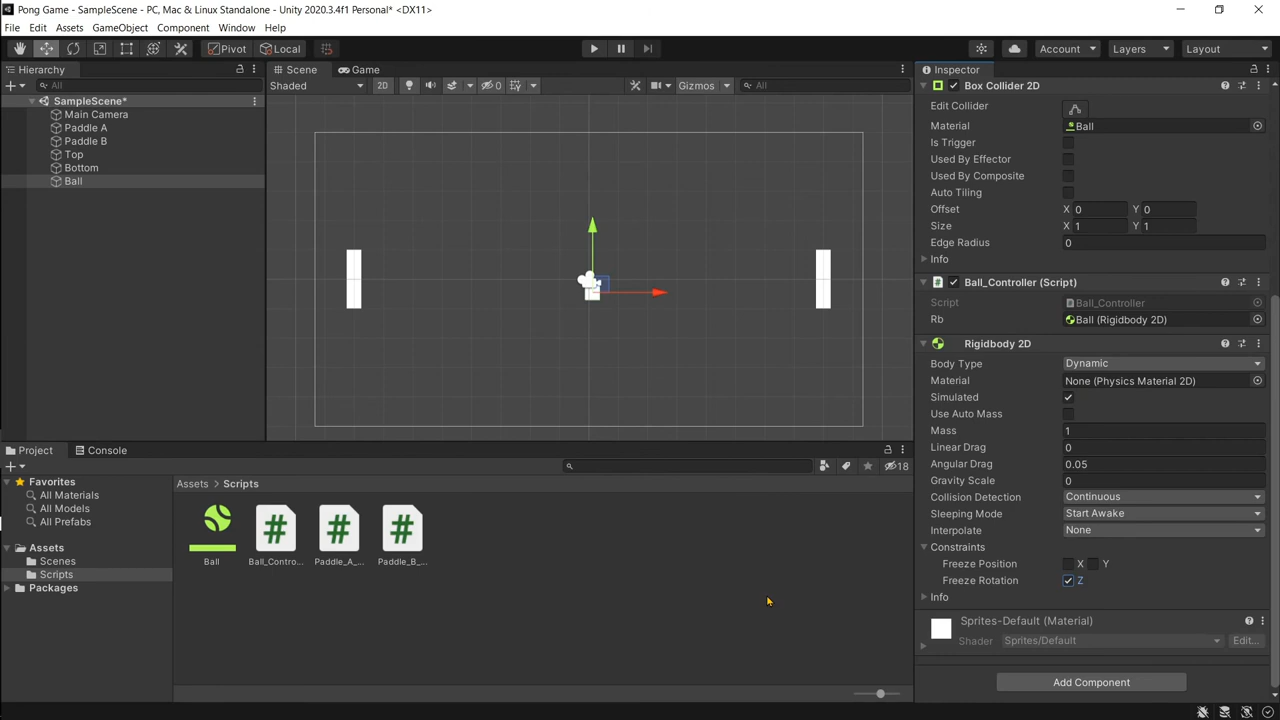 Pong Game - SampleScene - PC, Mac & Linux Standalone - Unity 2020.3.4f1 Personal* <DX11>
File Edit Assets GameObject Component Window Help
Pivot Local Account Layers Layout
Hierarchy
All
SampleScene*
Main Camera
Paddle A
Paddle B
Top
Bottom
Ball
Scene Game
Shaded 2D 0 Gizmos All
Inspector
Box Collider 2D
Edit Collider
Material Ball
Is Trigger
Used By Effector
Used By Composite
Auto Tiling
Offset X 0 Y 0
Size X 1 Y 1
Edge Radius 0
Info
# Ball_Controller (Script)
Script Ball_Controller
Rb Ball (Rigidbody 2D)
Rigidbody 2D
Body Type Dynamic
Material None (Physics Material 2D)
Simulated
Use Auto Mass
Mass 1
Linear Drag 0
Angular Drag 0.05
Gravity Scale 0
Collision Detection Continuous
Sleeping Mode Start Awake
Interpolate None
Constraints
Freeze Position X Y
Freeze Rotation Z
Info
Sprites-Default (Material)
Shader Sprites/Default Edit...
Add Component
Project Console
18
Favorites
All Materials
All Models
All Prefabs
Assets
Scenes
Scripts
Packages
Assets > Scripts
# # #
Ball Ball_Contro... Paddle_A_... Paddle_B_...